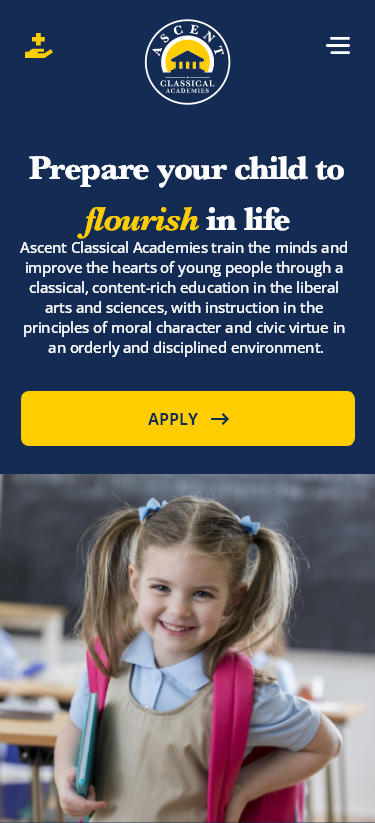 ASCENT
CLASSICAL
ACADEMIES
Prepare your child to
flourish in life
Ascent Classical Academies train the minds and
improve the hearts of young people through a
classical, content-rich education in the liberal
arts and sciences, with instruction in the
principles of moral character and civic virtue in
an orderly and disciplined environment.
APPLY